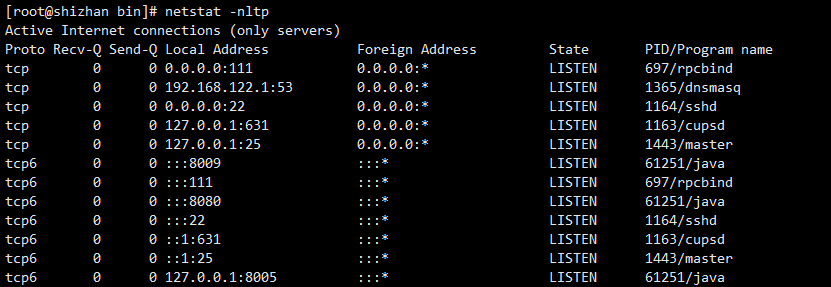 [root@shizhan bin]# netstat -nltp
Active Internet connections (only servers)
Proto Recv-Q Send-Q Local Address           Foreign Address         State       PID/Program name
tcp        0      0 0.0.0.0:111             0.0.0.0:*               LISTEN      697/rpcbind
tcp        0      0 192.168.122.1:53        0.0.0.0:*               LISTEN      1365/dnsmasq
tcp        0      0 0.0.0.0:22              0.0.0.0:*               LISTEN      1164/sshd
tcp        0      0 127.0.0.1:631           0.0.0.0:*               LISTEN      1163/cupsd
tcp        0      0 127.0.0.1:25            0.0.0.0:*               LISTEN      1443/master
tcp6       0      0 :::8009                 :::*                    LISTEN      61251/java
tcp6       0      0 :::111                  :::*                    LISTEN      697/rpcbind
tcp6       0      0 :::8080                 :::*                    LISTEN      61251/java
tcp6       0      0 :::22                   :::*                    LISTEN      1164/sshd
tcp6       0      0 ::1:631                 :::*                    LISTEN      1163/cupsd
tcp6       0      0 ::1:25                  :::*                    LISTEN      1443/master
tcp6       0      0 127.0.0.1:8005          :::*                    LISTEN      61251/java